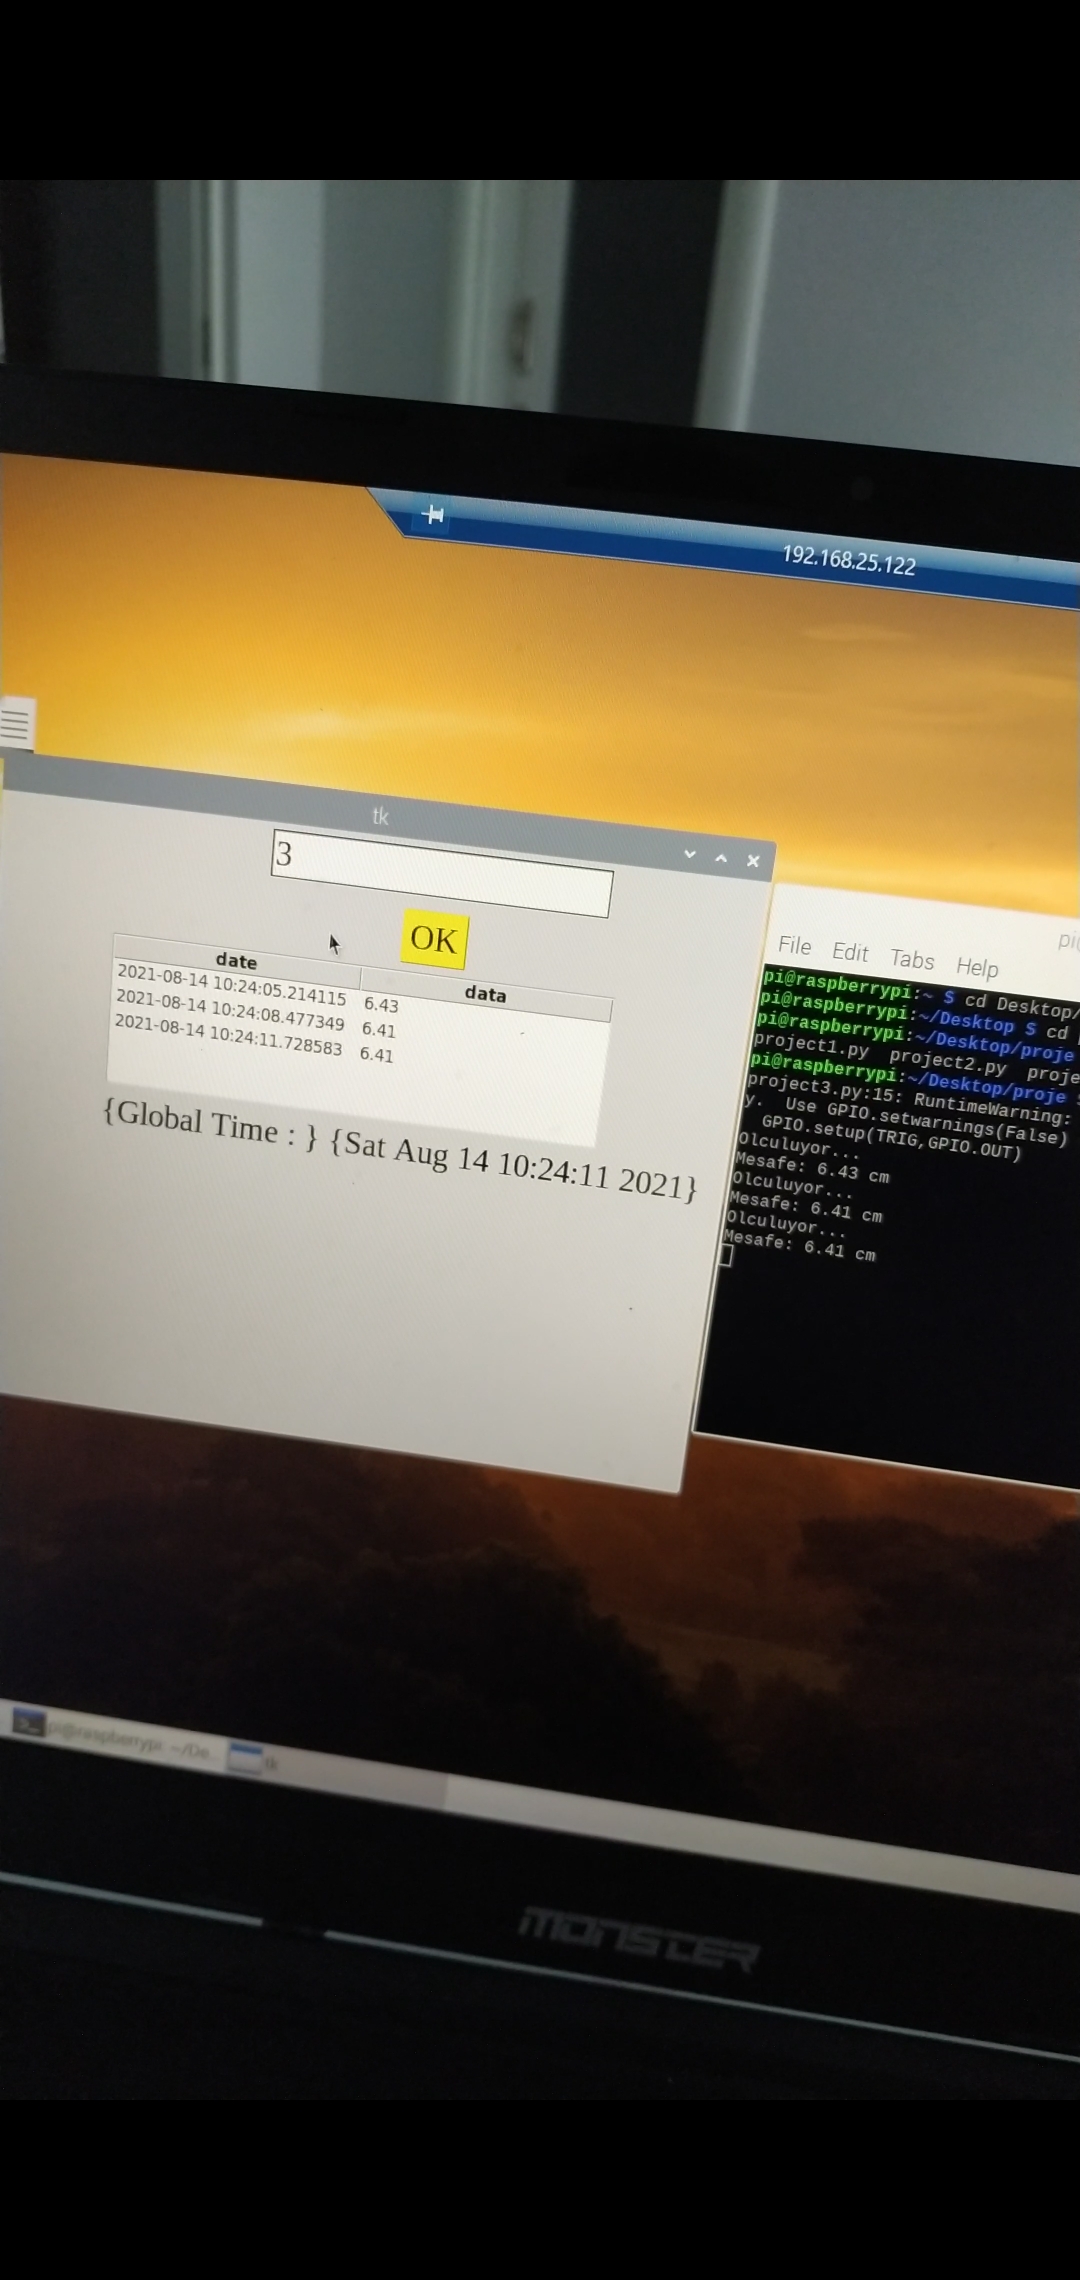 192.168.25.122
tk
3
OK
date data
2021-08-14 10:24:05.214115 6.43
2021-08-14 10:24:08.477349 6.41
2021-08-14 10:24:11.728583 6.41
{Global Time : } {Sat Aug 14 10:24:11 2021}
File Edit Tabs Help
pi@raspberrypi:~ $ cd Desktop/
pi@raspberrypi:~/Desktop $ cd
pi@raspberrypi:~/Desktop/proje
project1.py project2.py proje
pi@raspberrypi:~/Desktop/proje $
project3.py:15: RuntimeWarning:
y. Use GPIO.setwarnings(False)
GPIO.setup(TRIG,GPIO.OUT)
Olculuyor...
Mesafe: 6.43 cm
Olculuyor...
Mesafe: 6.41 cm
Olculuyor...
Mesafe: 6.41 cm
pi@raspberrypi: ~/De...
tk
MONSTER